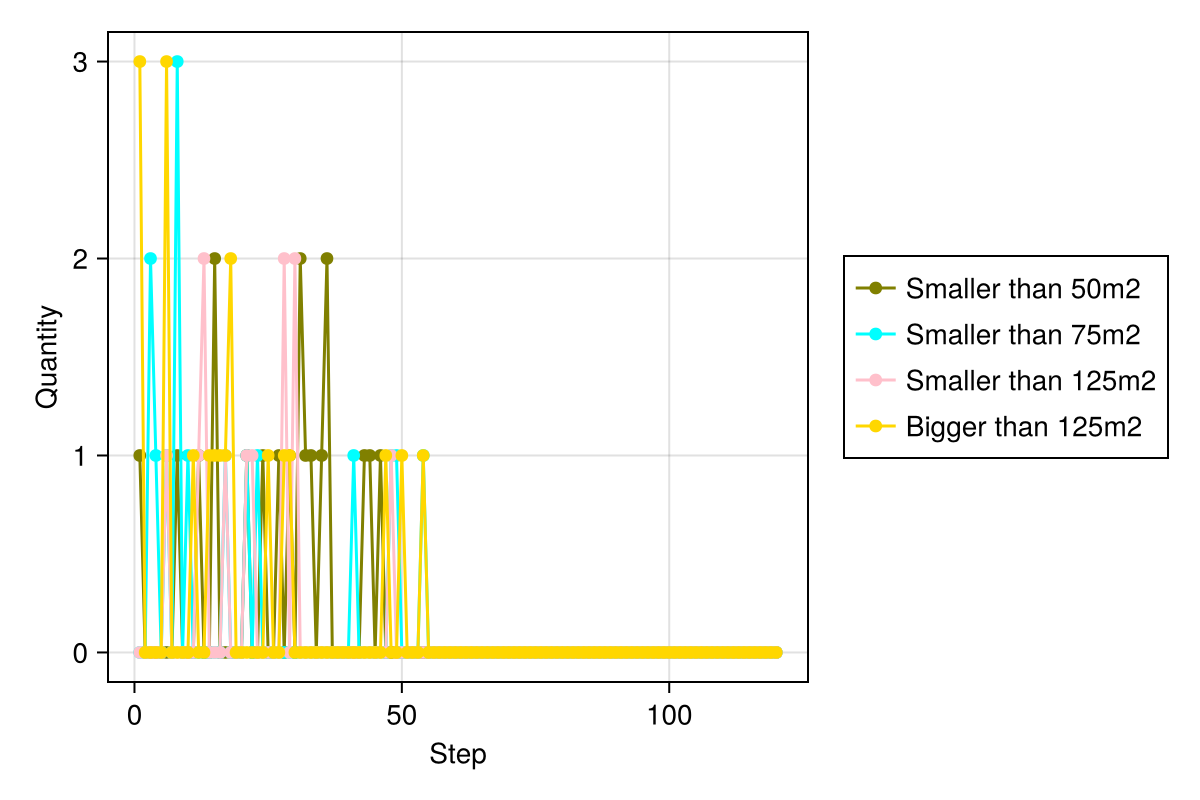 3
2
1
0
Quantity
0
50
100
Step
Smaller than 50m2
Smaller than 75m2
Smaller than 125m2
Bigger than 125m2